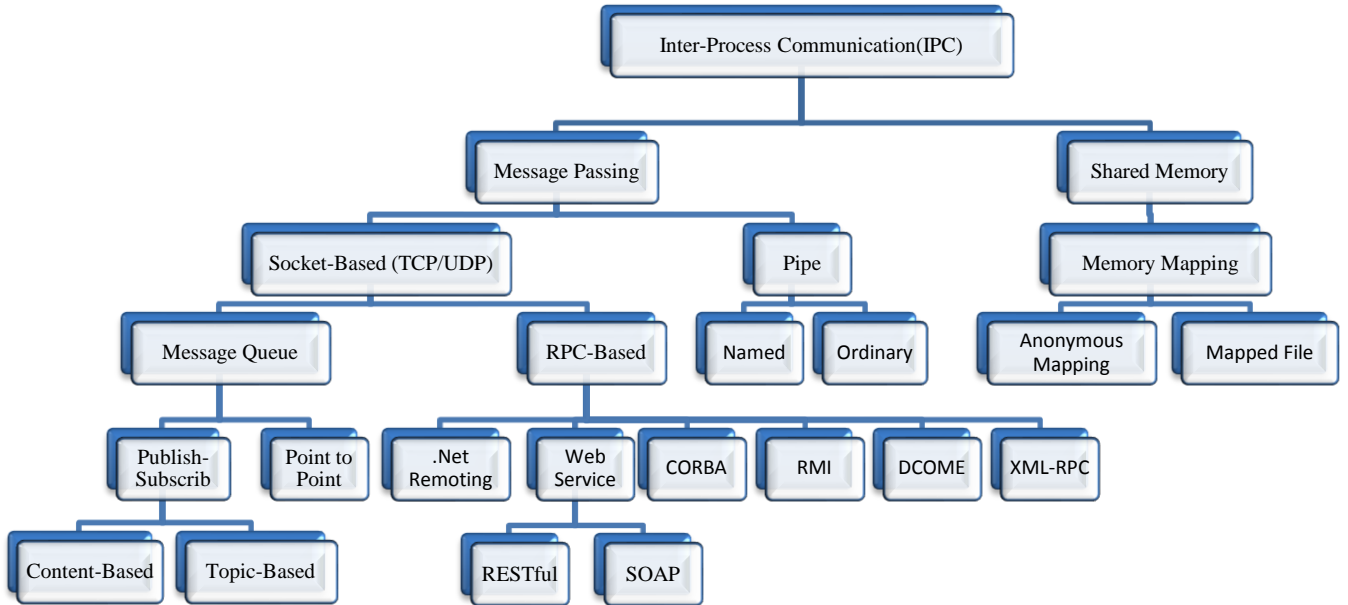 Inter-Process Communication(IPC)
Message Passing
Shared Memory
Socket-Based (TCP/UDP)
Pipe
Memory Mapping
Message Queue
RPC-Based
Named
Ordinary
Anonymous
Mapping
Mapped File
Publish-
Subscrib
Point to
Point
.Net
Remoting
Web
Service
CORBA
RMI
DCOME
XML-RPC
Content-Based
Topic-Based
RESTful
SOAP